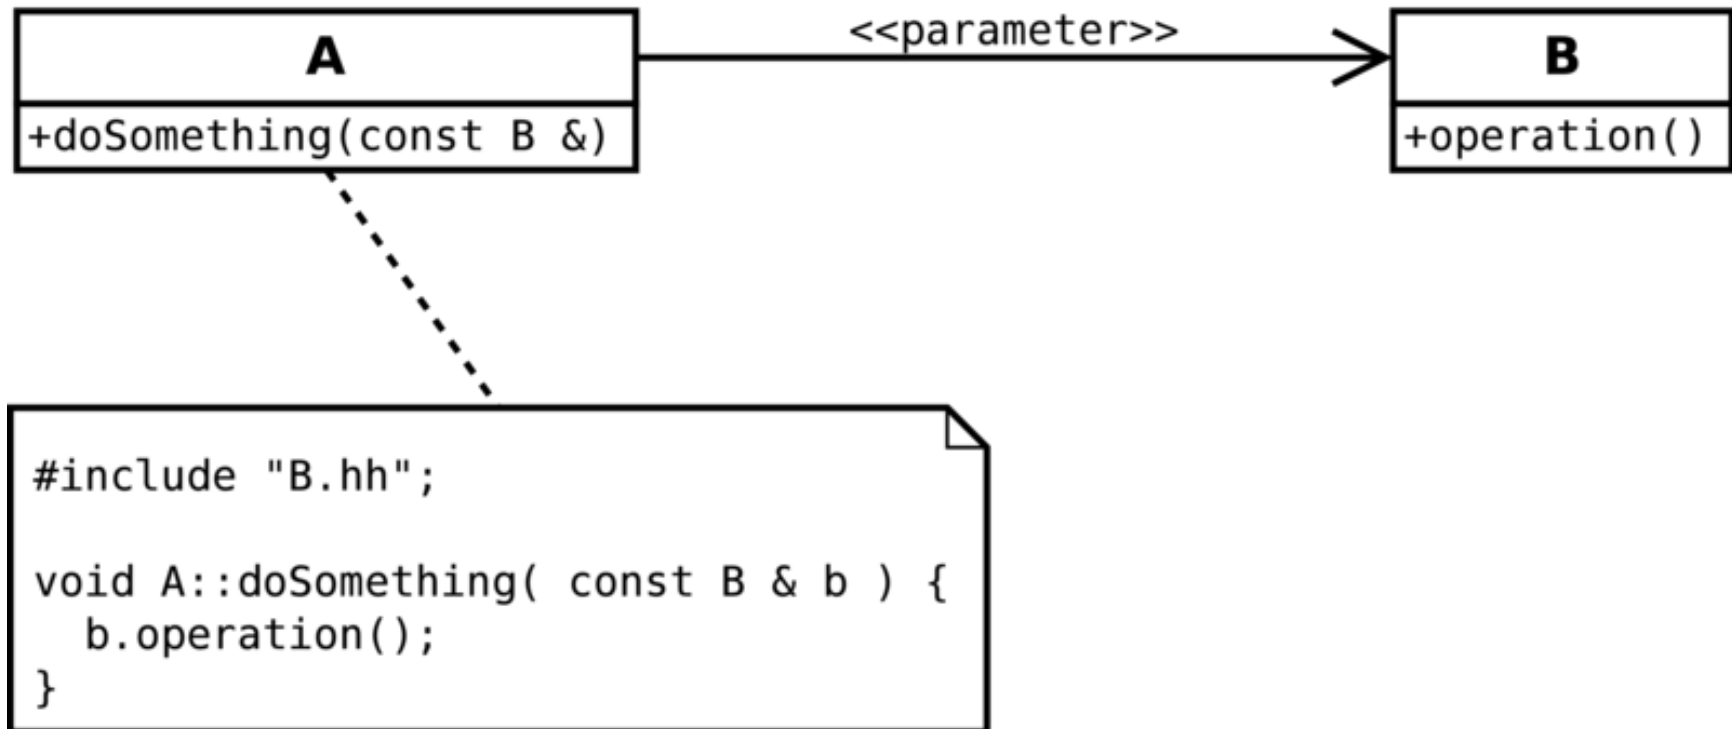 A
<<parameter>>
B
+doSomething(const B &)
+operation()
#include "B.hh";
void A::doSomething( const B & b ) {
  b.operation();
}